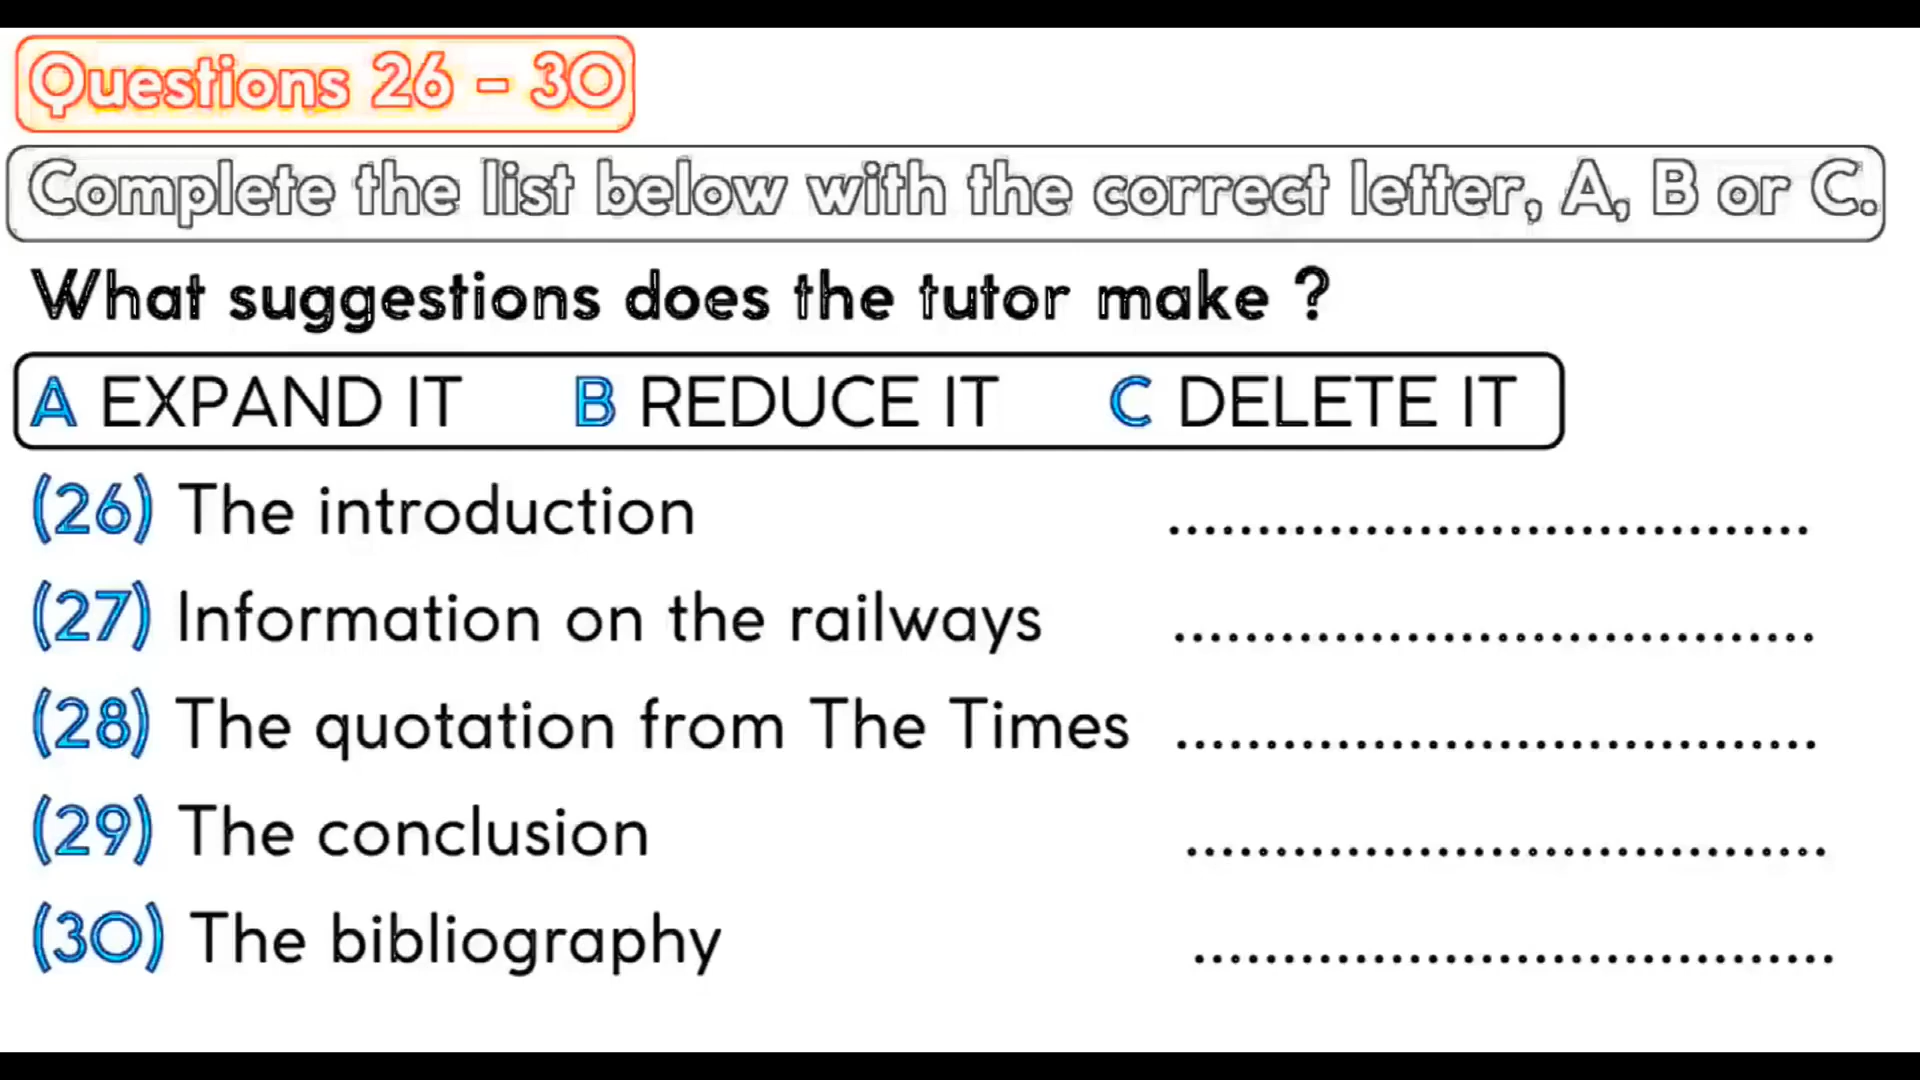 Questions 26 - 30
Complete the list below with the correct letter, A, B or C.
What suggestions does the tutor make ?
A EXPAND IT B REDUCE IT C DELETE IT
(26) The introduction ....................................
(27) Information on the railways ....................................
(28) The quotation from The Times ....................................
(29) The conclusion ....................................
(30) The bibliography ....................................